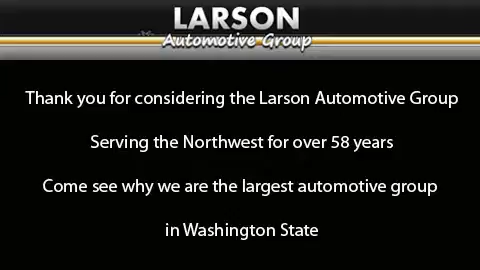 LARSON
Automotive Group
Thank you for considering the Larson Automotive Group
Serving the Northwest for over 58 years
Come see why we are the largest automotive group
in Washington State